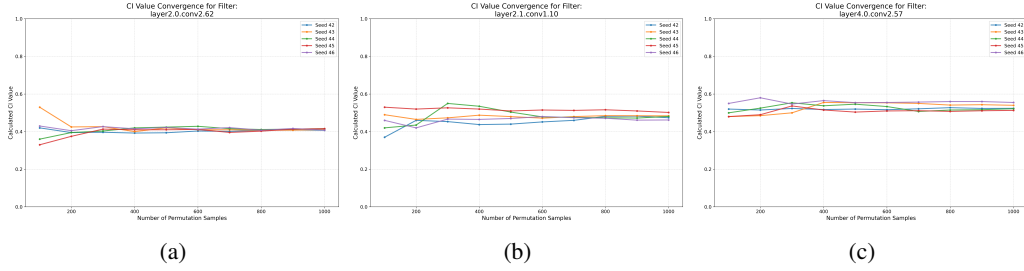 CI Value Convergence for Filter:
layer2.0.conv2.62
Calculated CI Value
1.0
0.8
0.6
0.4
0.2
0.0
200
400
600
800
1000
Number of Permutation Samples
Seed 42
Seed 43
Seed 44
Seed 45
Seed 46
(a)
CI Value Convergence for Filter:
layer2.1.conv1.10
Calculated CI Value
1.0
0.8
0.6
0.4
0.2
0.0
200
400
600
800
1000
Number of Permutation Samples
Seed 42
Seed 43
Seed 44
Seed 45
Seed 46
(b)
CI Value Convergence for Filter:
layer4.0.conv2.57
Calculated CI Value
1.0
0.8
0.6
0.4
0.2
0.0
200
400
600
800
1000
Number of Permutation Samples
Seed 42
Seed 43
Seed 44
Seed 45
Seed 46
(c)